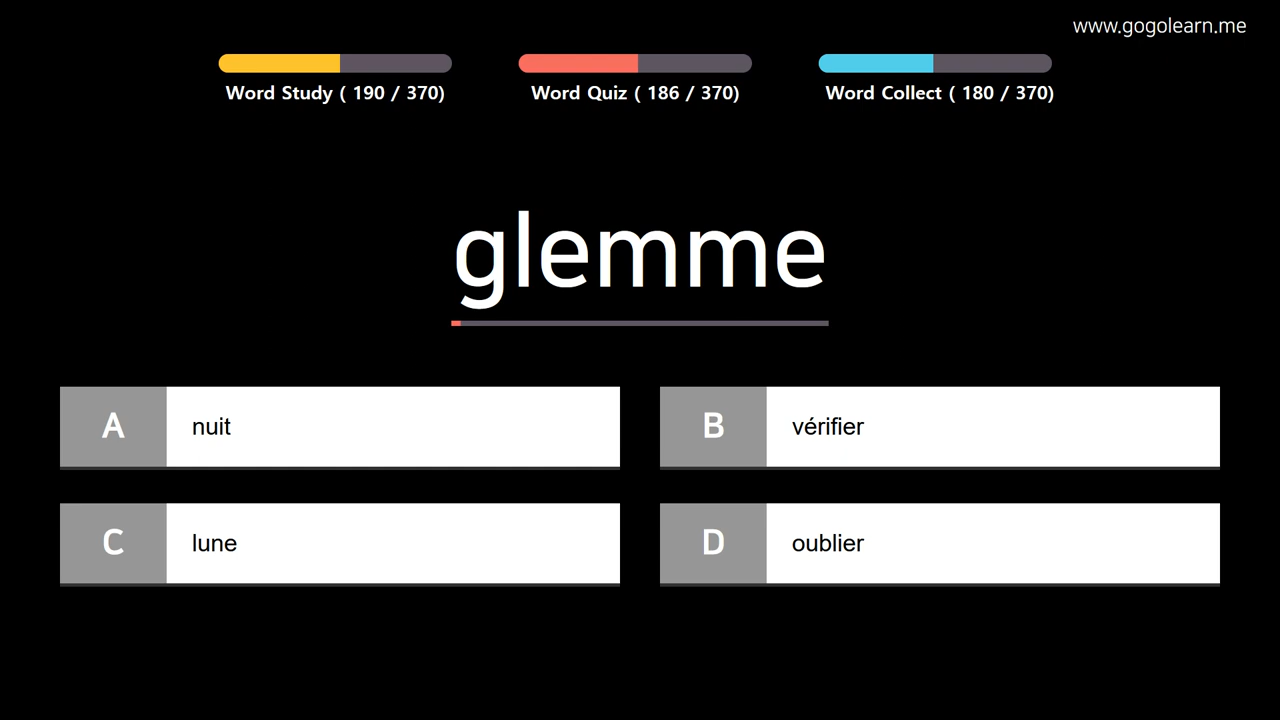 www.gogolearn.me
Word Study ( 190 / 370)
Word Quiz ( 186 / 370)
Word Collect ( 180 / 370)
glemme
A nuit
B vérifier
C lune
D oublier